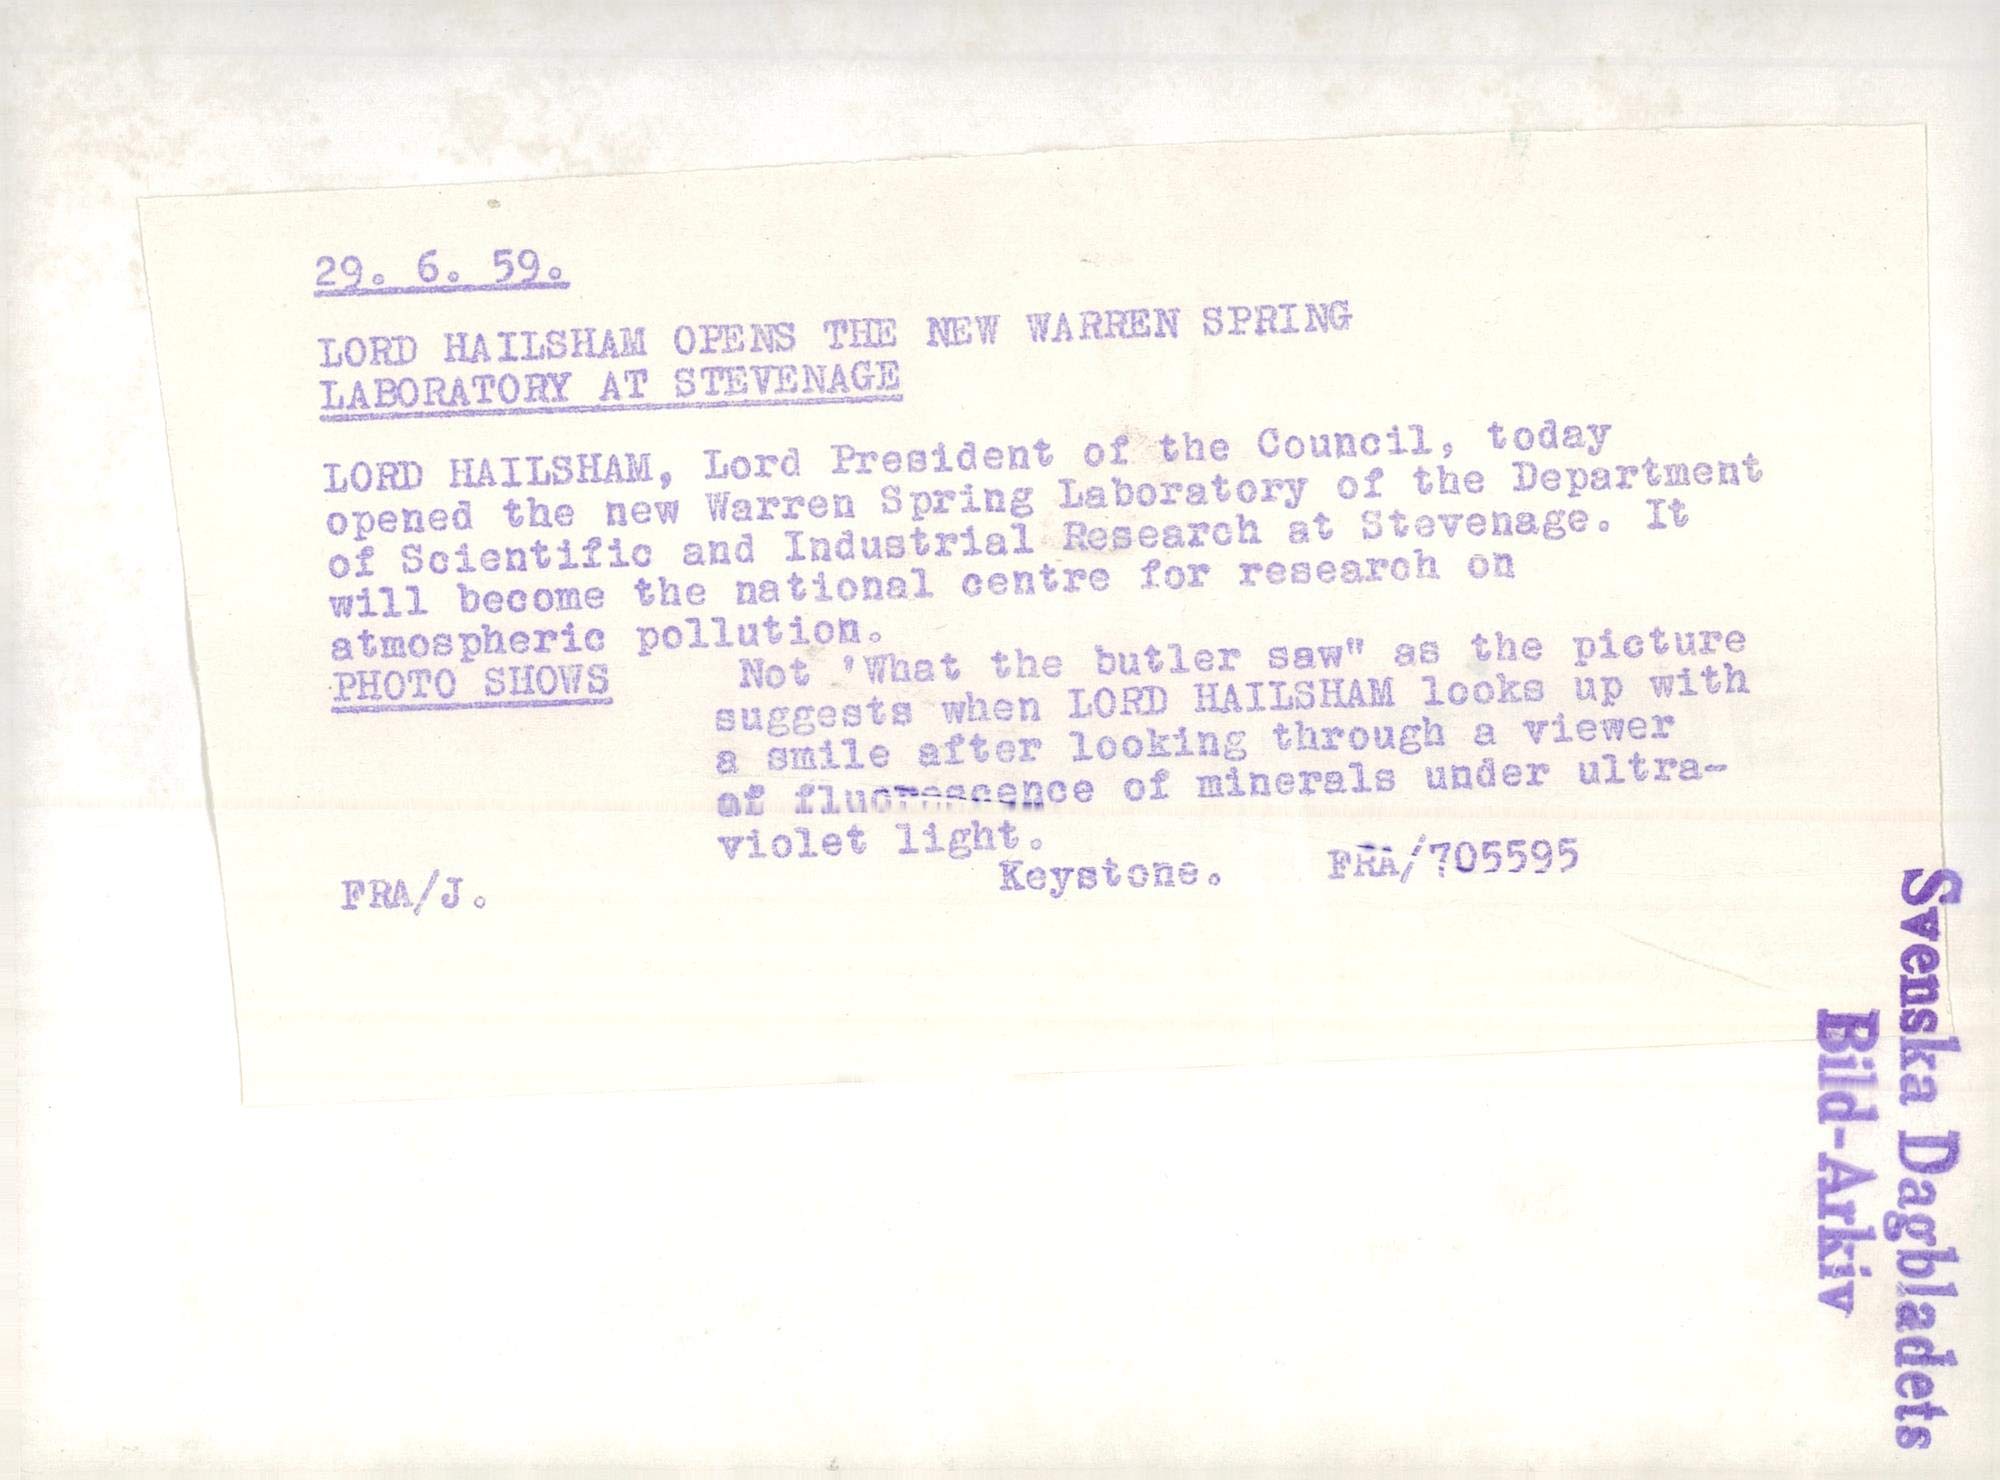 29. 6. 59.
LORD HAILSHAM OPENS THE NEW WARREN SPRING
LABORATORY AT STEVENAGE
LORD HAILSHAM, Lord President of the Council, today
opened the new Warren Spring Laboratory of the Department
of Scientific and Industrial Research at Stevenage. It
will become the national centre for research on
atmospheric pollution.
PHOTO SHOWS Not 'What the butler saw" as the picture
suggests when LORD HAILSHAM looks up with
a smile after looking through a viewer
of fluorescence of minerals under ultra-
violet light.
Keystone. FRA/705595
FRA/J.
Svenska Dagbladets
Bild-Arkiv